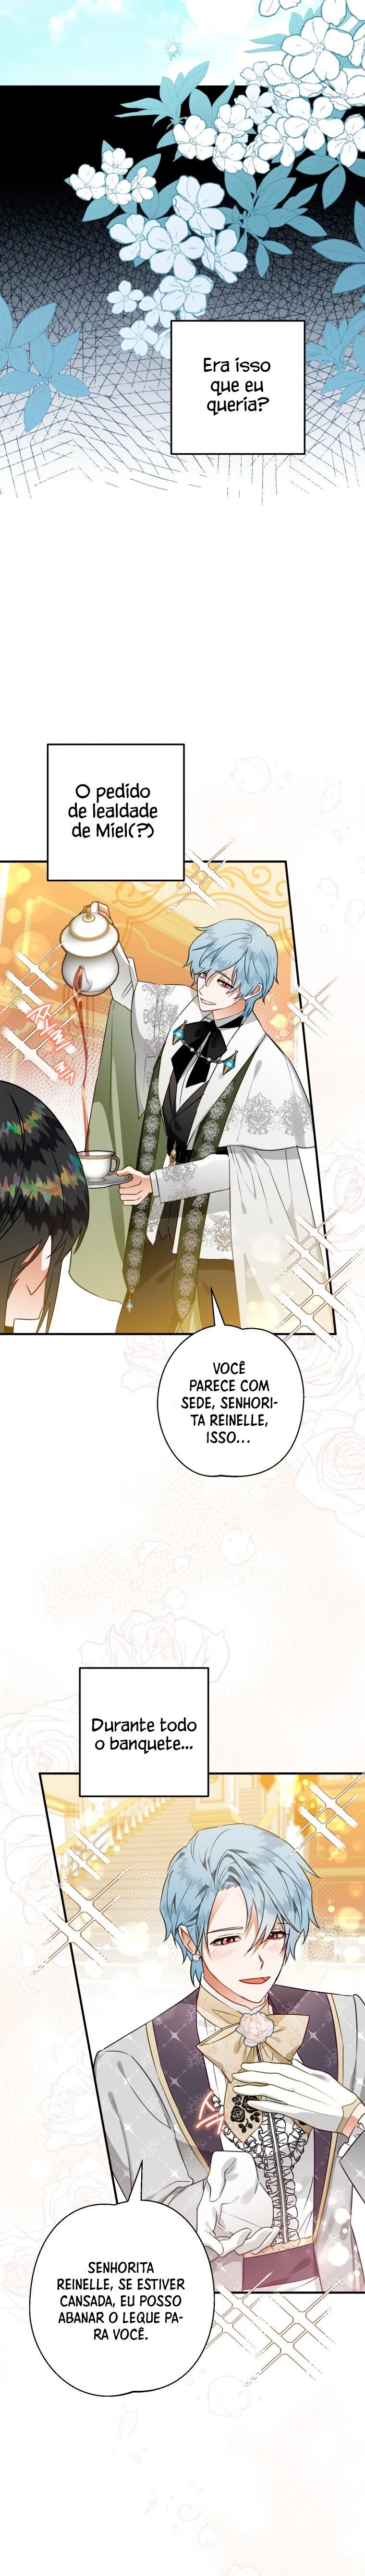 Era isso
que eu
queria?
O pedido
de lealdade
de Miel(?)
VOCÊ
PARECE COM
SEDE, SENHORI-
TA REINELLE,
ISSO...
Durante todo
o banquete...
SENHORITA
REINELLE, SE ESTIVER
CANSADA, EU POSSO
ABANAR O LEQUE PA-
RA VOCÊ.